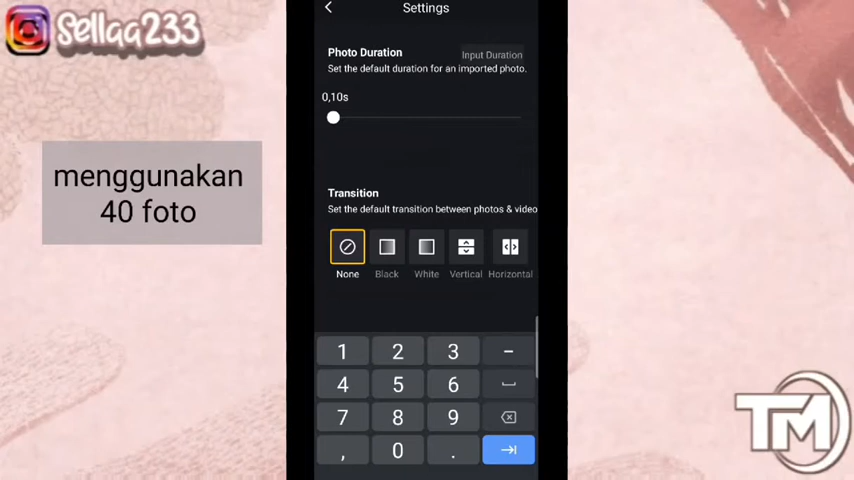 Sellaa233
Settings
Photo Duration
Input Duration
Set the default duration for an imported photo.
0,10s
menggunakan
40 foto
Transition
Set the default transition between photos & video
None
Black
White
Vertical
Horizontal
1 2 3 -
4 5 6
7 8 9
, 0 .
TM